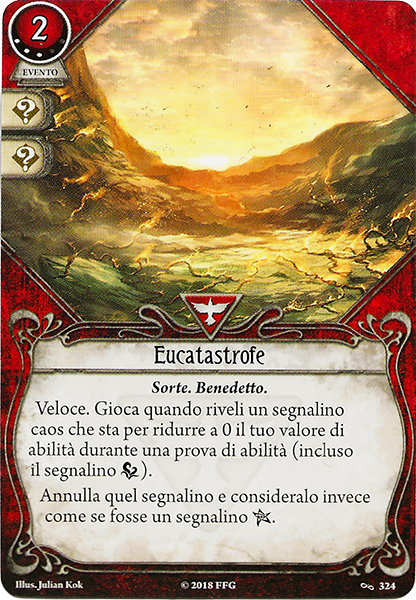 2
EVENTO
?
?
Eucatastrofe
Sorte. Benedetto.
Veloce. Gioca quando riveli un segnalino
caos che sta per ridurre a 0 il tuo valore di
abilità durante una prova di abilità (incluso
il segnalino ).
Annulla quel segnalino e consideralo invece
come se fosse un segnalino .
Illus. Julian Kok
© 2018 FFG
324